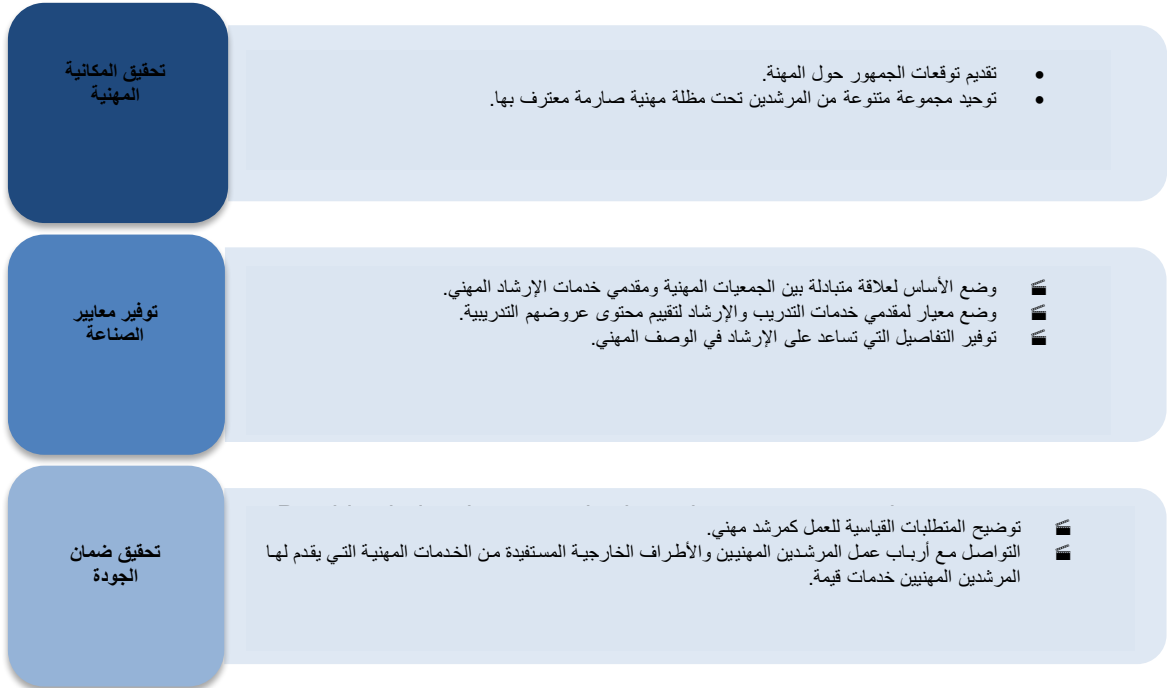 تحقيق المكانية
المهنية
• تقديم توقعات الجمهور حول المهنة.
• توحيد مجموعة متنوعة من المرشدين تحت مظلة مهنية صارمة معترف بها.
توفير معايير
الصناعة
وضع الأساس لعلاقة متبادلة بين الجمعيات المهنية ومقدمي خدمات الإرشاد المهني.
وضع معيار لمقدمي خدمات التدريب والإرشاد لتقييم محتوى عروضهم التدريبية.
توفير التفاصيل التي تساعد على الإرشاد في الوصف المهني.
تحقيق ضمان
الجودة
توضيح المتطلبات القياسية للعمل كمرشد مهني.
التواصل مع أرباب عمل المرشدين المهنيين والأطراف الخارجية المستفيدة من الخدمات المهنية التي يقدم لها
المرشدين المهنيين خدمات قيمة.